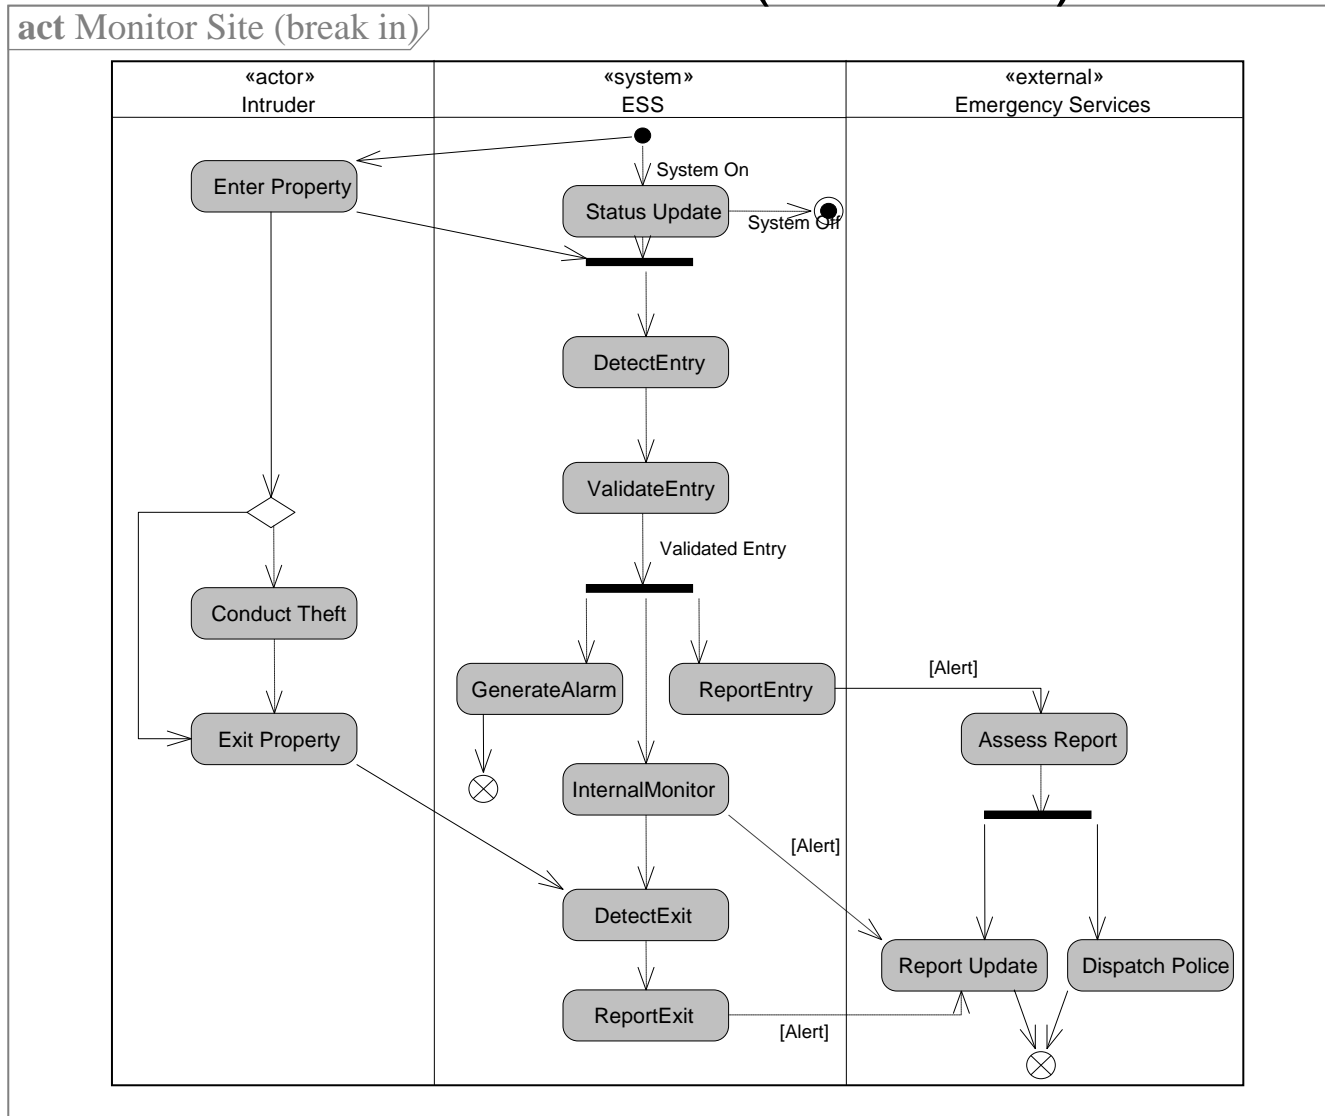 act Monitor Site (break in)
«actor»
Intruder
«system»
ESS
«external»
Emergency Services
System On
Enter Property
Status Update
System Off
DetectEntry
ValidateEntry
Validated Entry
Conduct Theft
[Alert]
GenerateAlarm
ReportEntry
Exit Property
Assess Report
InternalMonitor
[Alert]
DetectExit
Report Update
Dispatch Police
ReportExit
[Alert]